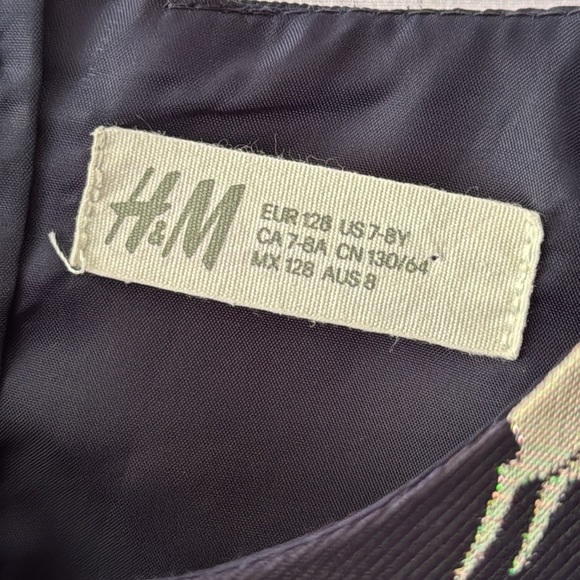 H&M
EUR 128 US 7-8Y
CA 7-8A CN 130/64
MX 128 AUS 8